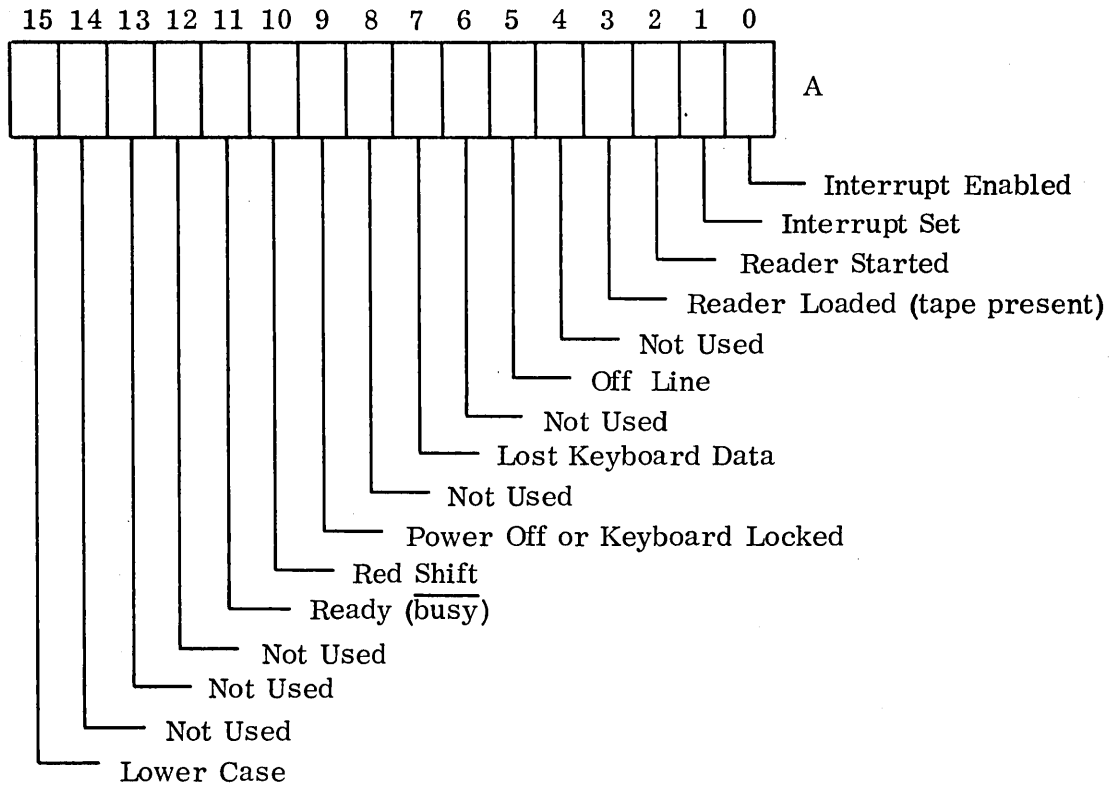 15 14 13 12 11 10 9 8 7 6 5 4 3 2 1 0
A
Interrupt Enabled
Interrupt Set
Reader Started
Reader Loaded (tape present)
Not Used
Off Line
Not Used
Lost Keyboard Data
Not Used
Power Off or Keyboard Locked
Red Shift
Ready (busy)
Not Used
Not Used
Not Used
Lower Case